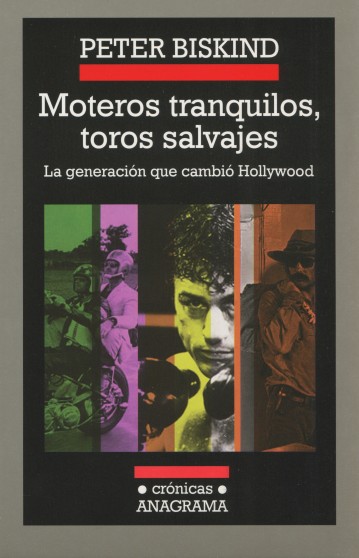 PETER BISKIND
Moteros tranquilos,
toros salvajes
La generación que cambió Hollywood
• crónicas •
ANAGRAMA